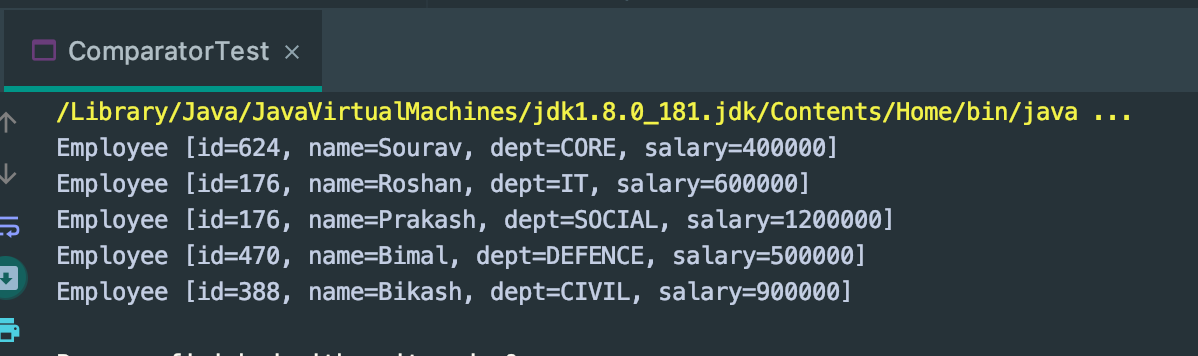 ComparatorTest ×
/Library/Java/JavaVirtualMachines/jdk1.8.0_181.jdk/Contents/Home/bin/java ...
Employee [id=624, name=Sourav, dept=CORE, salary=400000]
Employee [id=176, name=Roshan, dept=IT, salary=600000]
Employee [id=176, name=Prakash, dept=SOCIAL, salary=1200000]
Employee [id=470, name=Bimal, dept=DEFENCE, salary=500000]
Employee [id=388, name=Bikash, dept=CIVIL, salary=900000]